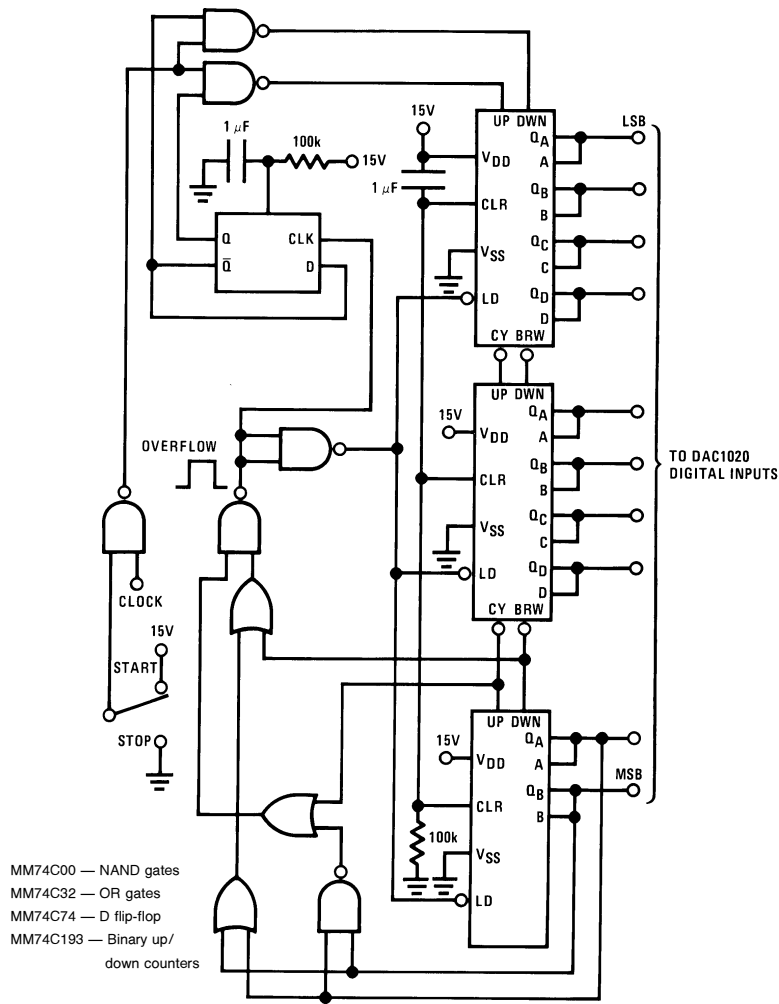 1 μF
100k
15V
Q
CLK
Q̅
D
15V
1 μF
UP DWN
VDD
CLR
VSS
LD
CY BRW
QA
A
QB
B
QC
C
QD
D
LSB
UP DWN
15V
VDD
CLR
VSS
LD
CY BRW
QA
A
QB
B
QC
C
QD
D
TO DAC1020
DIGITAL INPUTS
OVERFLOW
CLOCK
15V
START
STOP
UP DWN
15V
VDD
CLR
100k
VSS
LD
QA
A
QB
B
MSB
MM74C00 — NAND gates
MM74C32 — OR gates
MM74C74 — D flip-flop
MM74C193 — Binary up/
down counters